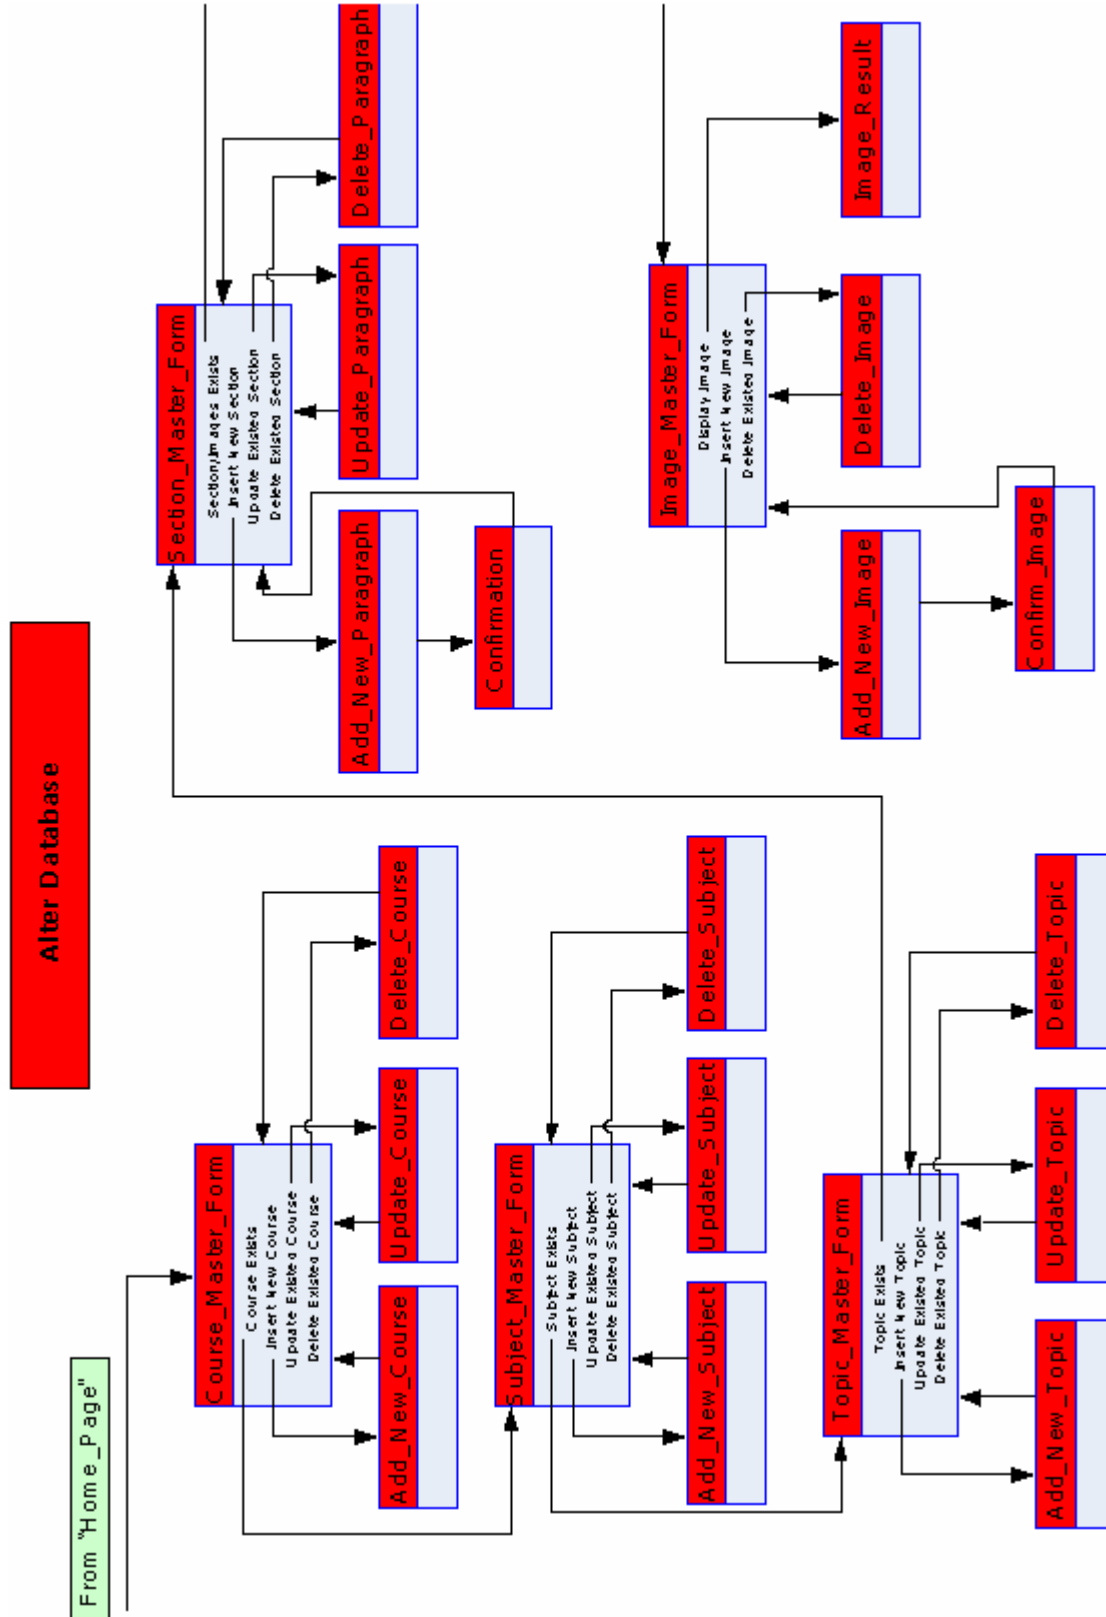 Alter Database
From "Home_Page"
Course_Master_Form
Course Exists
Insert New Course
Update Existed Course
Delete Existed Course
Add_New_Course
Update_Course
Delete_Course
Subject_Master_Form
Subject Exists
Insert New Subject
Update Existed Subject
Delete Existed Subject
Add_New_Subject
Update_Subject
Delete_Subject
Topic_Master_Form
Topic Exists
Insert New Topic
Update Existed Topic
Delete Existed Topic
Add_New_Topic
Update_Topic
Delete_Topic
Section_Master_Form
Section/Images Exists
Insert New Section
Update Existed Section
Delete Existed Section
Add_New_Paragraph
Update_Paragraph
Delete_Paragraph
Confirmation
Image_Master_Form
Display Image
Insert New Image
Delete Existed Image
Add_New_Image
Delete_Image
Image_Result
Confirm_Image